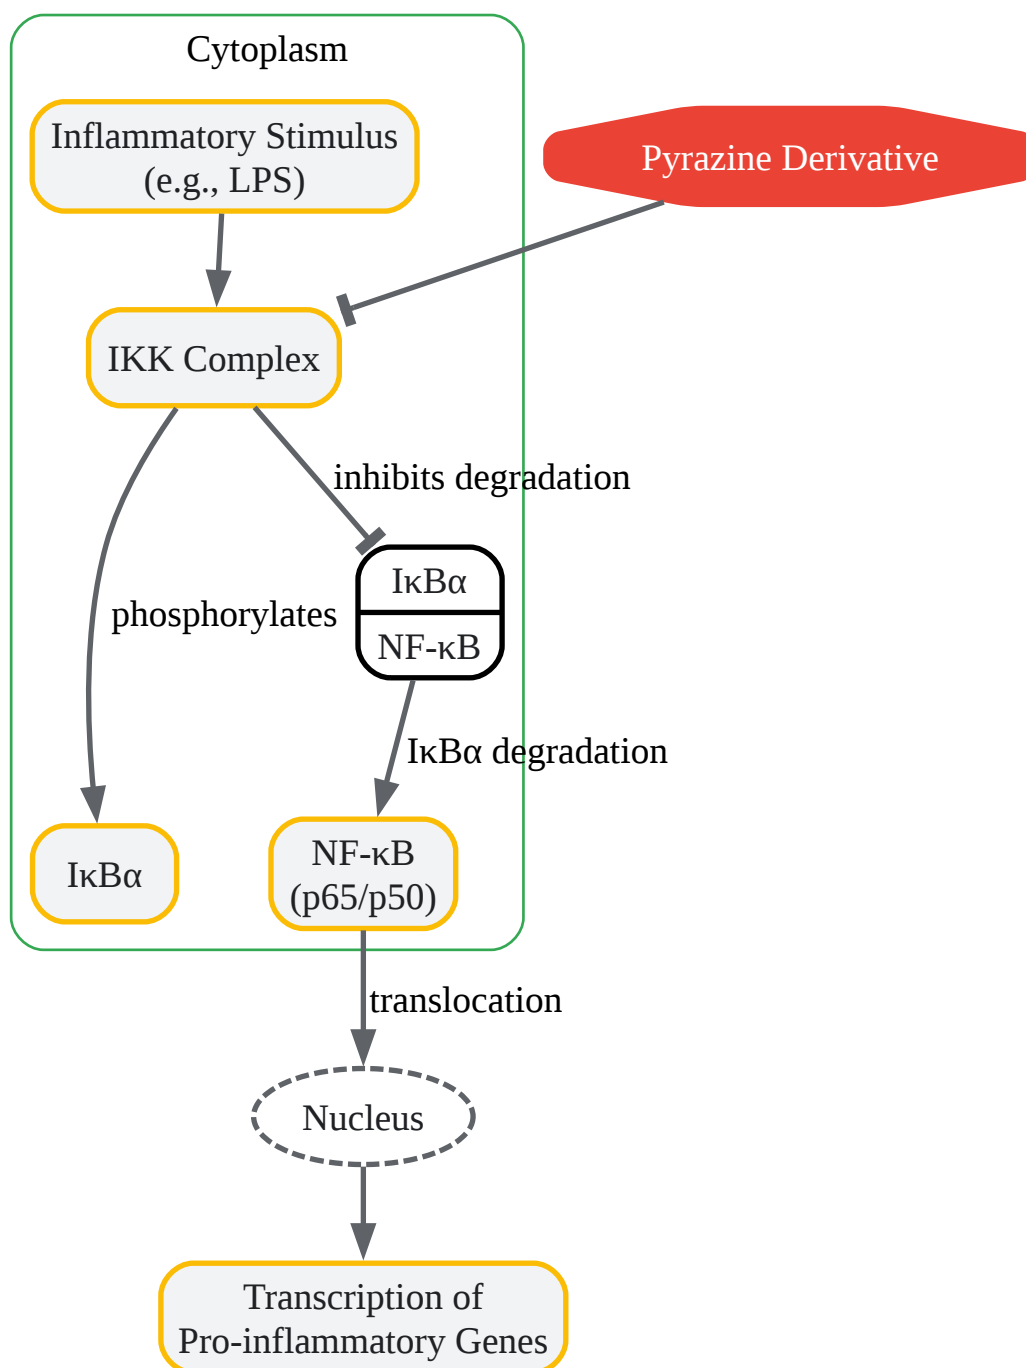 Cytoplasm
Inflammatory Stimulus
(e.g., LPS)
Pyrazine Derivative
IKK Complex
inhibits degradation
IκBα
phosphorylates
NF-κB
IκBα degradation
IκBα
NF-κB
(p65/p50)
translocation
Nucleus
Transcription of
Pro-inflammatory Genes